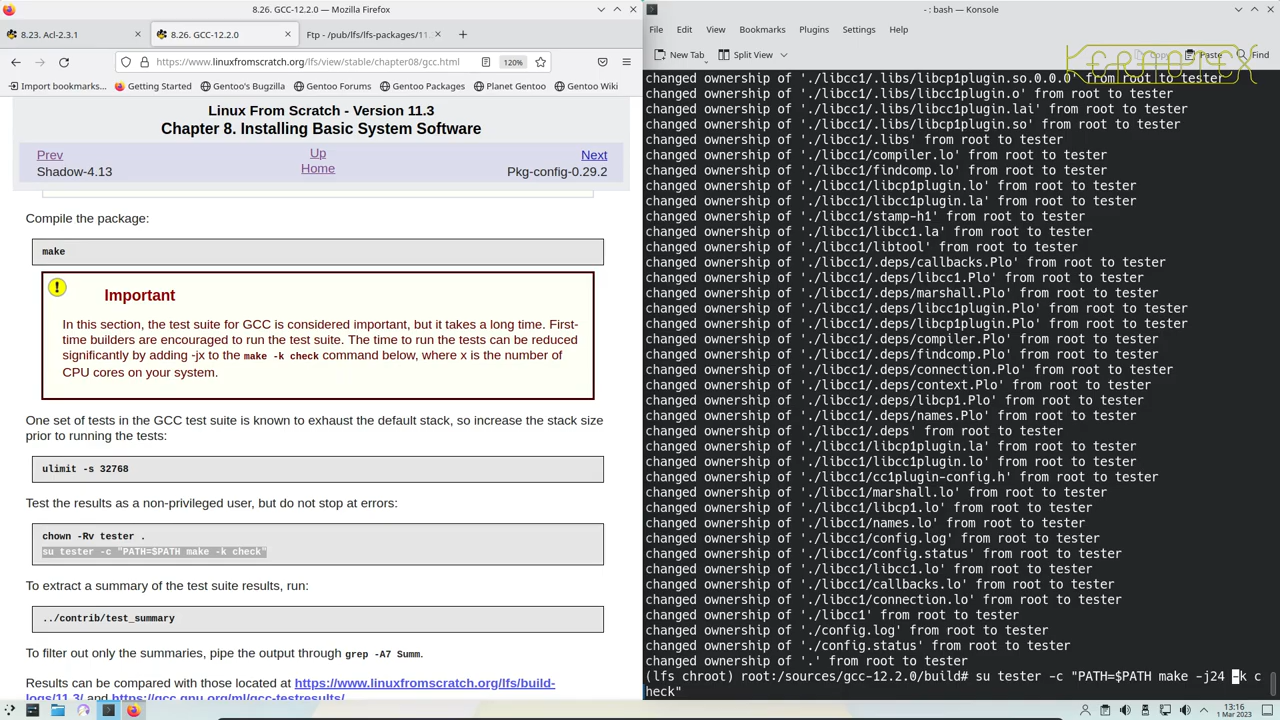 8.26. GCC-12.2.0 — Mozilla Firefox
8.23. Acl-2.3.1
8.26. GCC-12.2.0
Ftp - /pub/lfs/lfs-packages/11.
https://www.linuxfromscratch.org/lfs/view/stable/chapter08/gcc.html
120%
Import bookmarks...
Getting Started
Gentoo's Bugzilla
Gentoo Forums
Gentoo Packages
Planet Gentoo
Gentoo Wiki
Linux From Scratch - Version 11.3
Chapter 8. Installing Basic System Software
Prev
Up
Next
Shadow-4.13
Home
Pkg-config-0.29.2
Compile the package:
make
Important
In this section, the test suite for GCC is considered important, but it takes a long time. First-
time builders are encouraged to run the test suite. The time to run the tests can be reduced
significantly by adding -jx to the make -k check command below, where x is the number of
CPU cores on your system.
One set of tests in the GCC test suite is known to exhaust the default stack, so increase the stack size
prior to running the tests:
ulimit -s 32768
Test the results as a non-privileged user, but do not stop at errors:
chown -Rv tester .
su tester -c "PATH=$PATH make -k check"
To extract a summary of the test suite results, run:
../contrib/test_summary
To filter out only the summaries, pipe the output through grep -A7 Summ.
Results can be compared with those located at https://www.linuxfromscratch.org/lfs/build-
logs/11.3/ and https://gcc.gnu.org/ml/gcc-testresults/
- : bash — Konsole
File
Edit
View
Bookmarks
Plugins
Settings
Help
New Tab
Split View
Copy
Paste
Find
KERNOTEX
changed ownership of './libcc1/.libs/libcp1plugin.so.0.0.0' from root to tester
changed ownership of './libcc1/.libs/libcp1plugin.o' from root to tester
changed ownership of './libcc1/.libs/libcp1plugin.lai' from root to tester
changed ownership of './libcc1/.libs/libcp1plugin.so' from root to tester
changed ownership of './libcc1/.libs' from root to tester
changed ownership of './libcc1/compiler.lo' from root to tester
changed ownership of './libcc1/findcomp.lo' from root to tester
changed ownership of './libcc1/libcp1plugin.lo' from root to tester
changed ownership of './libcc1/libcc1plugin.la' from root to tester
changed ownership of './libcc1/stamp-h1' from root to tester
changed ownership of './libcc1/libcc1.la' from root to tester
changed ownership of './libcc1/libtool' from root to tester
changed ownership of './libcc1/.deps/callbacks.Plo' from root to tester
changed ownership of './libcc1/.deps/libcc1.Plo' from root to tester
changed ownership of './libcc1/.deps/marshall.Plo' from root to tester
changed ownership of './libcc1/.deps/libcp1plugin.Plo' from root to tester
changed ownership of './libcc1/.deps/libcc1plugin.Plo' from root to tester
changed ownership of './libcc1/.deps/compiler.Plo' from root to tester
changed ownership of './libcc1/.deps/findcomp.Plo' from root to tester
changed ownership of './libcc1/.deps/connection.Plo' from root to tester
changed ownership of './libcc1/.deps/context.Plo' from root to tester
changed ownership of './libcc1/.deps/libcp1.Plo' from root to tester
changed ownership of './libcc1/.deps/names.Plo' from root to tester
changed ownership of './libcc1/.deps' from root to tester
changed ownership of './libcc1/libcp1plugin.la' from root to tester
changed ownership of './libcc1/libcc1plugin.lo' from root to tester
changed ownership of './libcc1/cc1plugin-config.h' from root to tester
changed ownership of './libcc1/marshall.lo' from root to tester
changed ownership of './libcc1/libcp1.lo' from root to tester
changed ownership of './libcc1/names.lo' from root to tester
changed ownership of './libcc1/config.log' from root to tester
changed ownership of './libcc1/config.status' from root to tester
changed ownership of './libcc1/libcc1.lo' from root to tester
changed ownership of './libcc1/callbacks.lo' from root to tester
changed ownership of './libcc1/connection.lo' from root to tester
changed ownership of './libcc1' from root to tester
changed ownership of './config.log' from root to tester
changed ownership of './config.status' from root to tester
changed ownership of '.' from root to tester
(lfs chroot) root:/sources/gcc-12.2.0/build# su tester -c "PATH=$PATH make -j24 -k c
heck"
13:16
1 Mar 2023